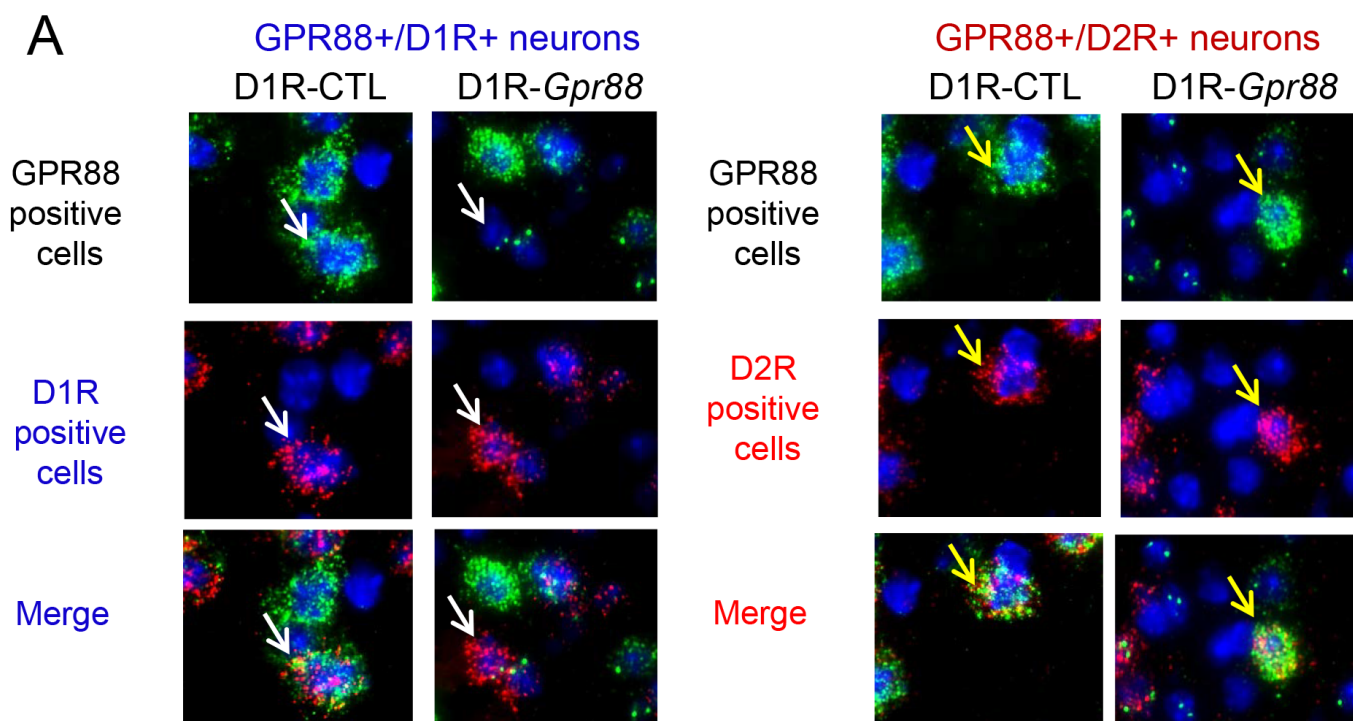 A
GPR88+/D1R+ neurons
D1R-CTL
D1R-Gpr88
GPR88
positive
cells
D1R
positive
cells
Merge
GPR88+/D2R+ neurons
D1R-CTL
D1R-Gpr88
GPR88
positive
cells
D2R
positive
cells
Merge